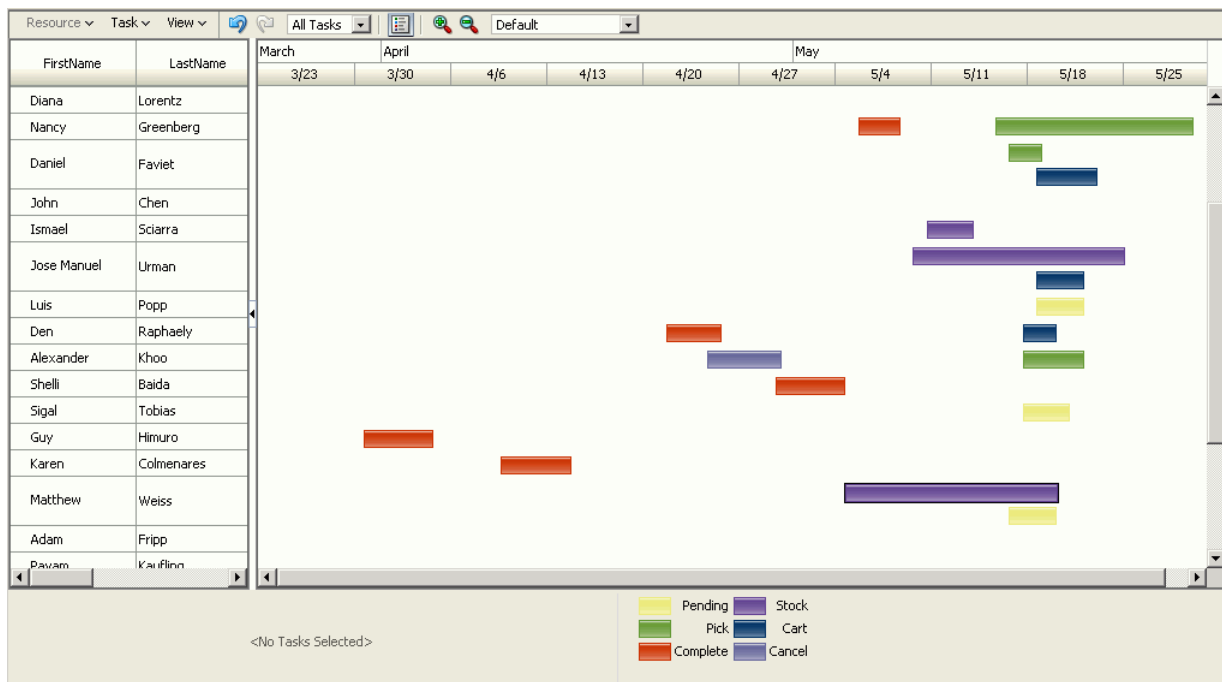 Resource Task View All Tasks Default
FirstName LastName
March April May
3/23 3/30 4/6 4/13 4/20 4/27 5/4 5/11 5/18 5/25
Diana Lorentz
Nancy Greenberg
Daniel Faviet
John Chen
Ismael Sciarra
Jose Manuel Urman
Luis Popp
Den Raphaely
Alexander Khoo
Shelli Baida
Sigal Tobias
Guy Himuro
Karen Colmenares
Matthew Weiss
Adam Fripp
Payam Kaufling
<No Tasks Selected>
Pending Stock
Pick Cart
Complete Cancel